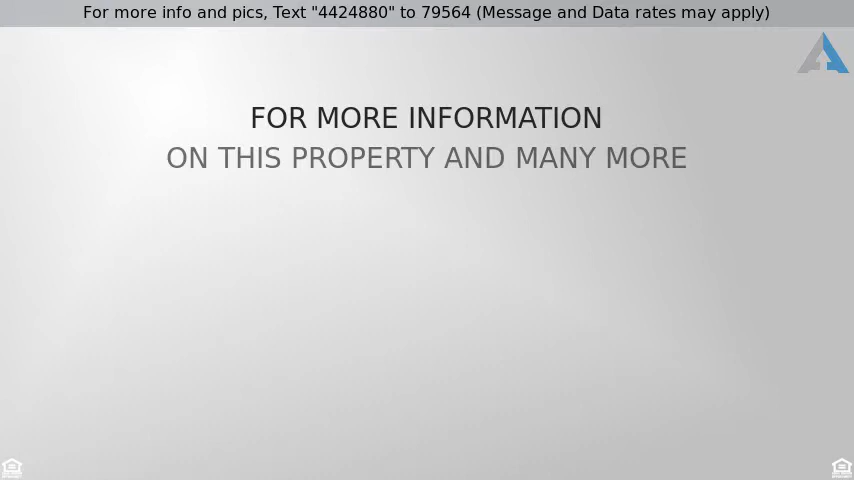 For more info and pics, Text "4424880" to 79564 (Message and Data rates may apply)
FOR MORE INFORMATION
ON THIS PROPERTY AND MANY MORE